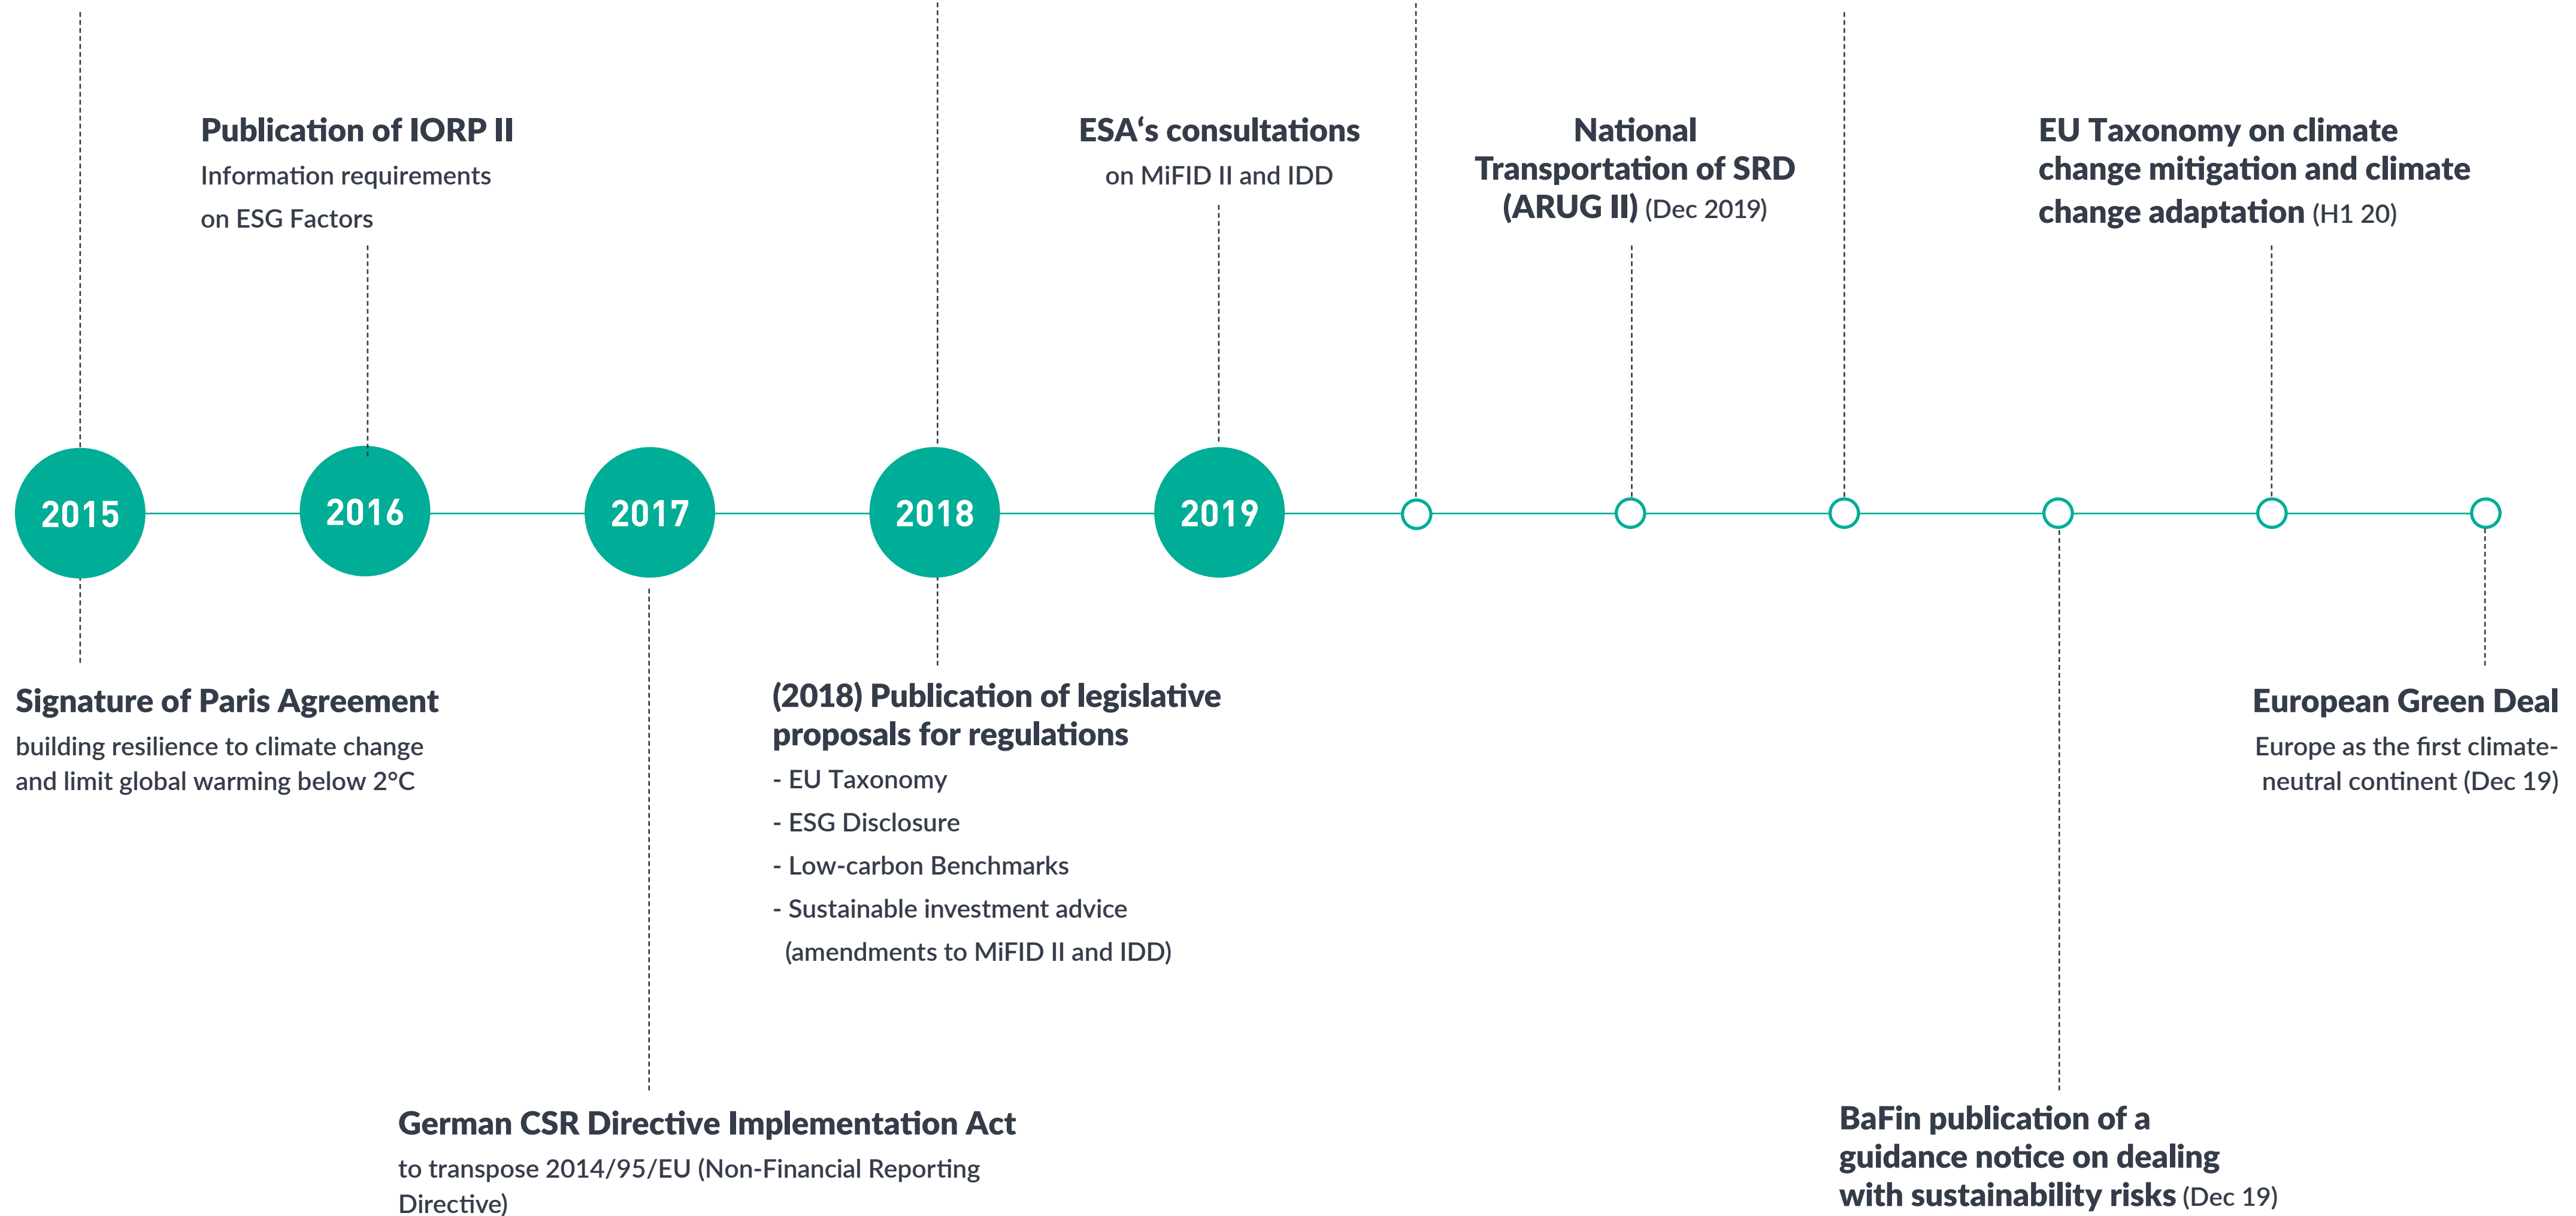 Publication of IORP II
Information requirements
on ESG Factors
ESA‘s consultations
on MiFID II and IDD
National
Transportation of SRD
(ARUG II) (Dec 2019)
EU Taxonomy on climate
change mitigation and climate
change adaptation (H1 20)
2015
2016
2017
2018
2019
Signature of Paris Agreement
building resilience to climate change
and limit global warming below 2°C
(2018) Publication of legislative
proposals for regulations
- EU Taxonomy
- ESG Disclosure
- Low-carbon Benchmarks
- Sustainable investment advice
(amendments to MiFID II and IDD)
European Green Deal
Europe as the first climate-
neutral continent (Dec 19)
German CSR Directive Implementation Act
to transpose 2014/95/EU (Non-Financial Reporting
Directive)
BaFin publication of a
guidance notice on dealing
with sustainability risks (Dec 19)